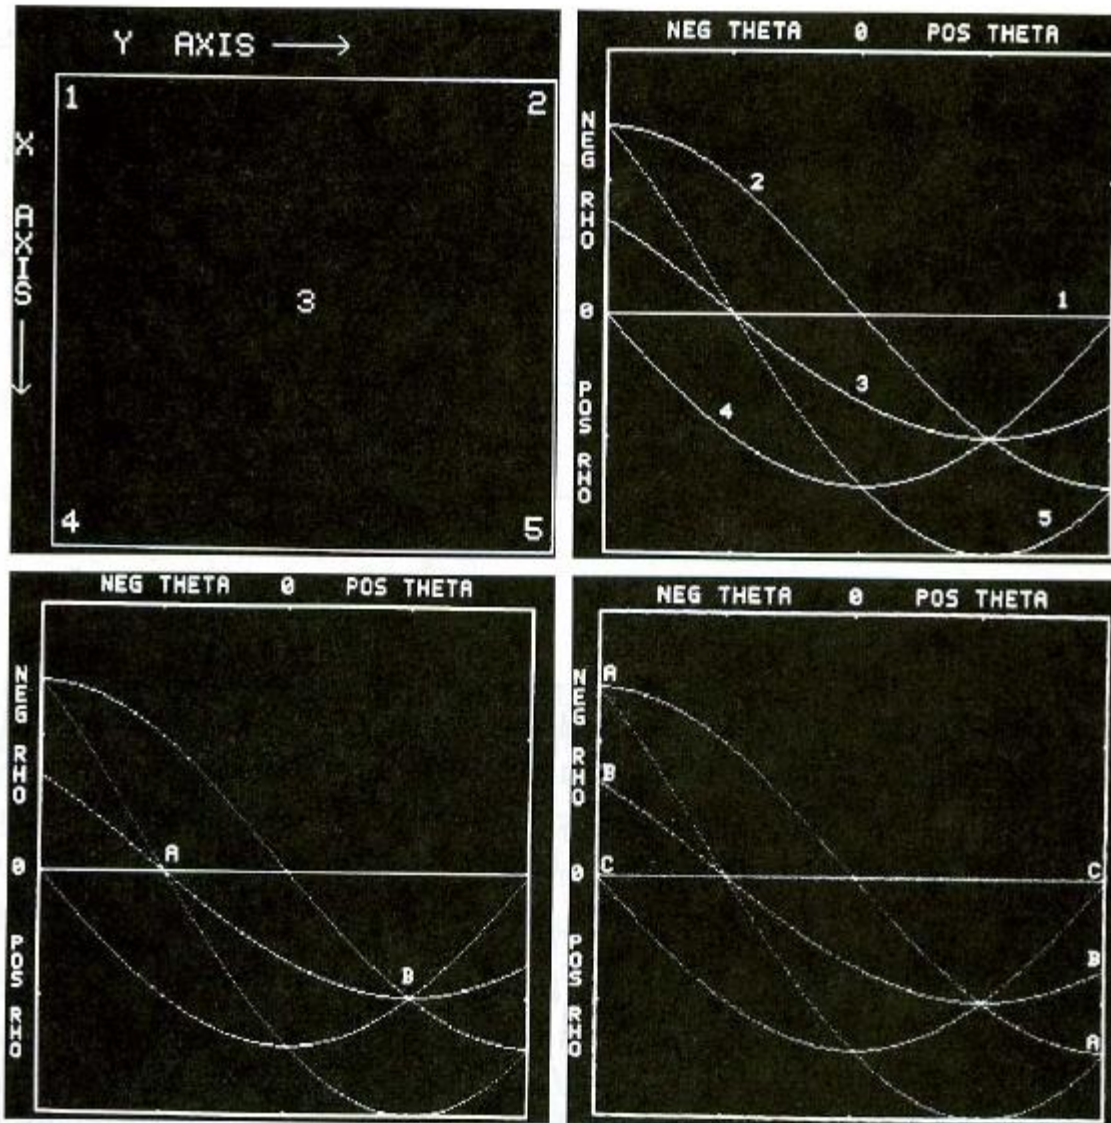 Y AXIS
1
2
X AXIS
3
4
5
NEG THETA 0 POS THETA
NEG RHO
2
0
1
3
4
POS RHO
5
NEG THETA 0 POS THETA
NEG RHO
A
0
B
POS RHO
NEG THETA 0 POS THETA
NEG RHO
A
B
0
C
C
B
POS RHO
A